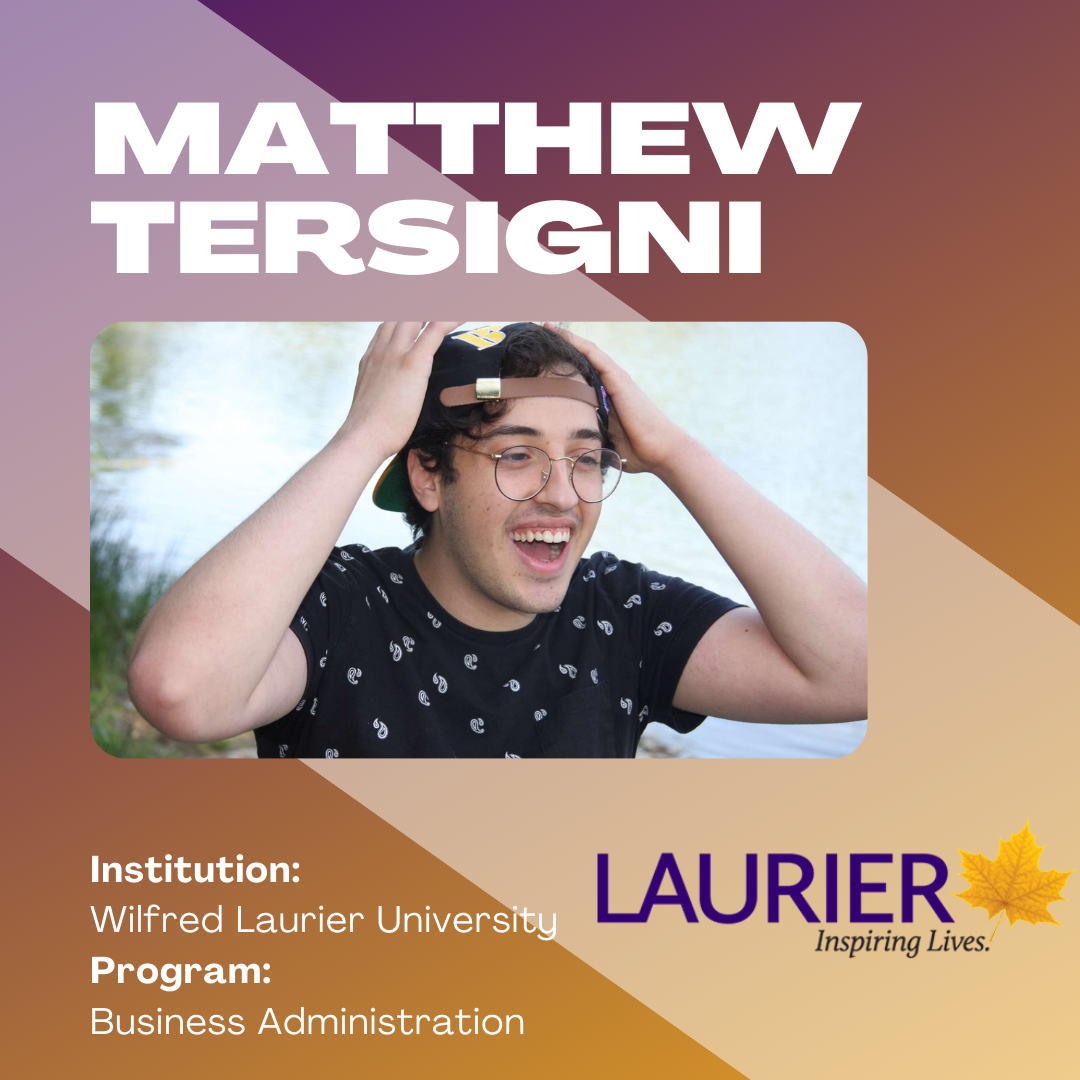 MATTHEW
TERSIGNI
Institution:
Wilfred Laurier University
Program:
Business Administration
LAURIER
Inspiring Lives.